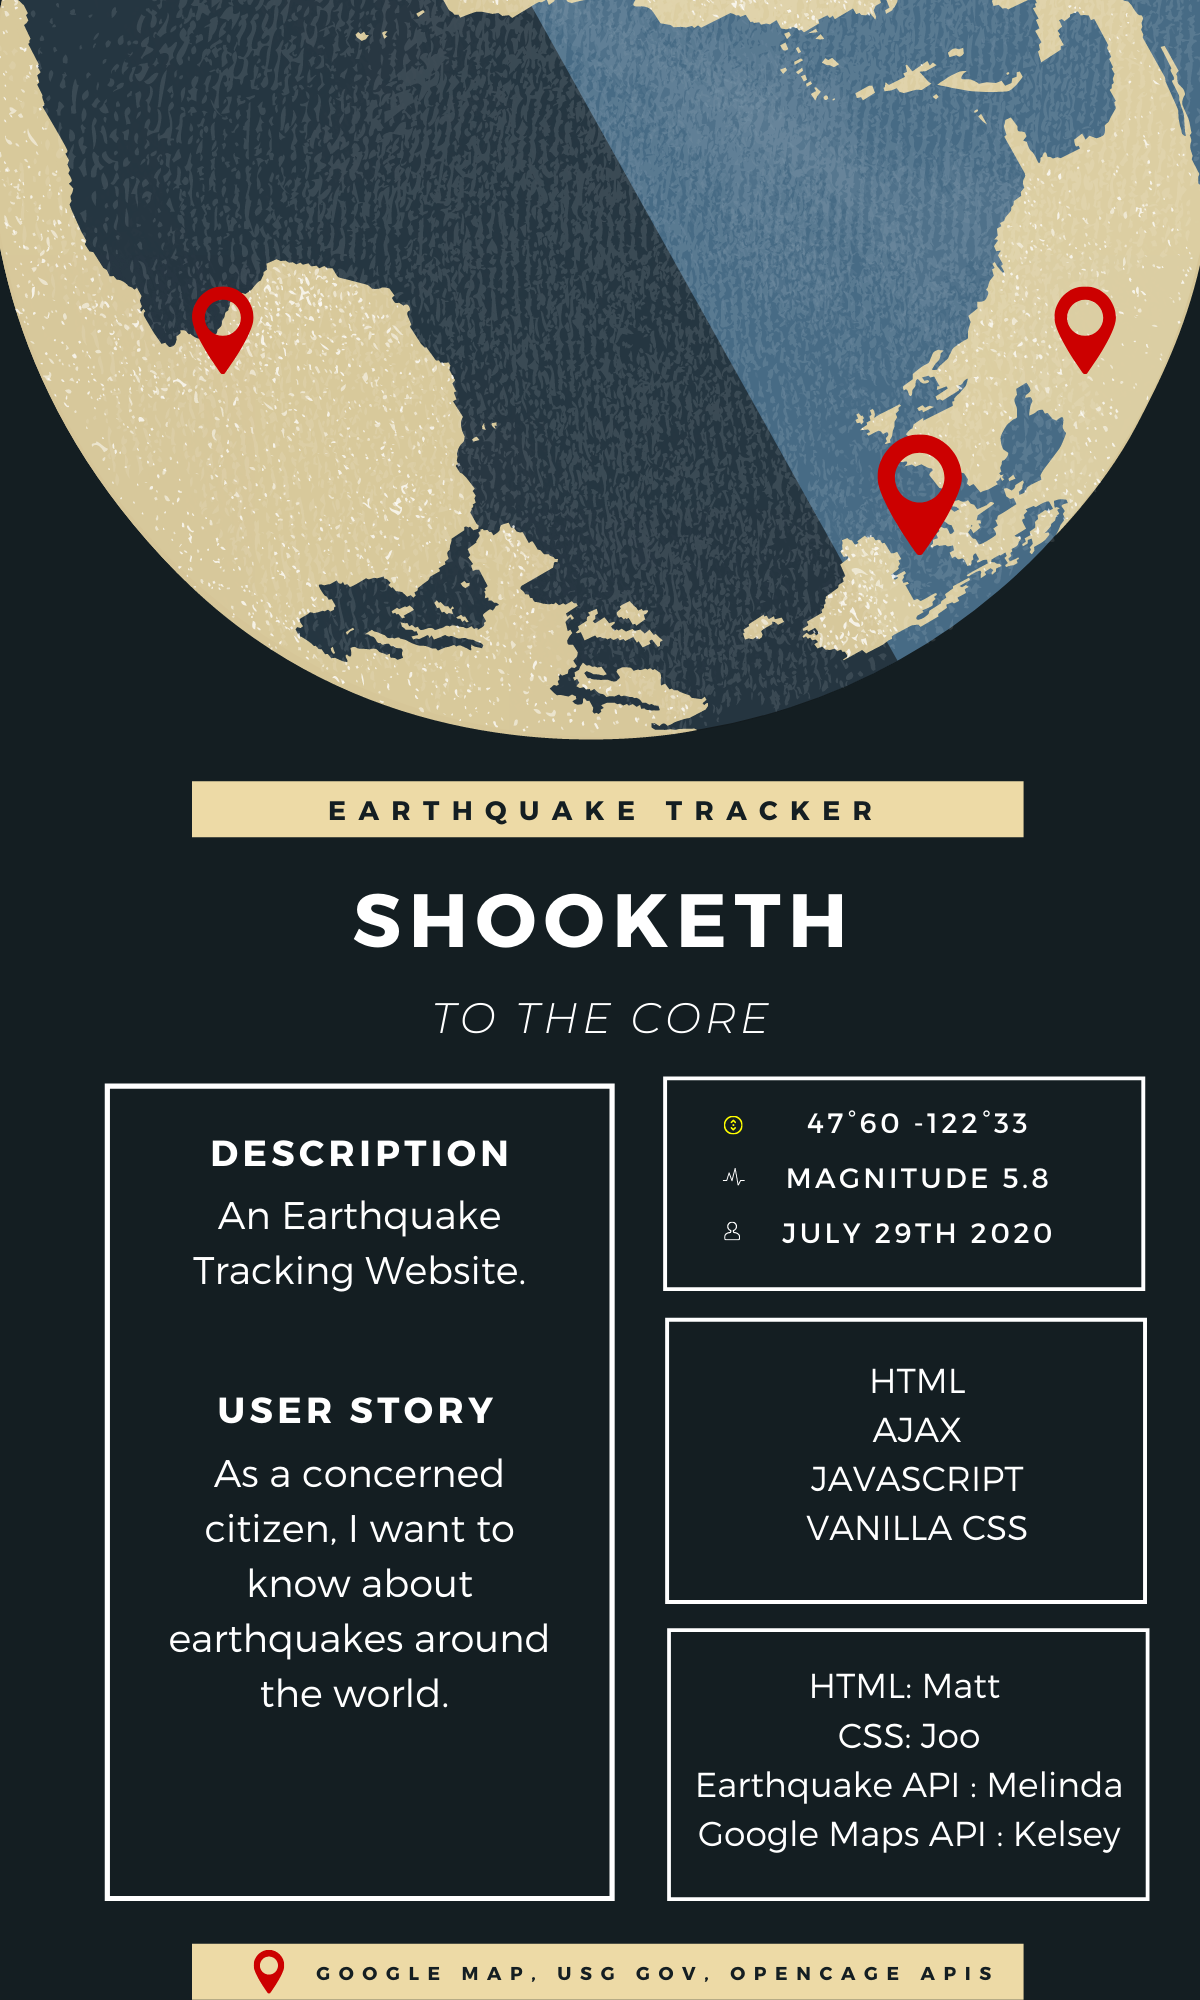 EARTHQUAKE TRACKER
SHOOKETH
TO THE CORE
DESCRIPTION
An Earthquake
Tracking Website.
USER STORY
As a concerned
citizen, I want to
know about
earthquakes around
the world.
47°60 -122°33
MAGNITUDE 5.8
JULY 29TH 2020
HTML
AJAX
JAVASCRIPT
VANILLA CSS
HTML: Matt
CSS: Joo
Earthquake API : Melinda
Google Maps API : Kelsey
GOOGLE MAP, USG GOV, OPENCAGE APIS